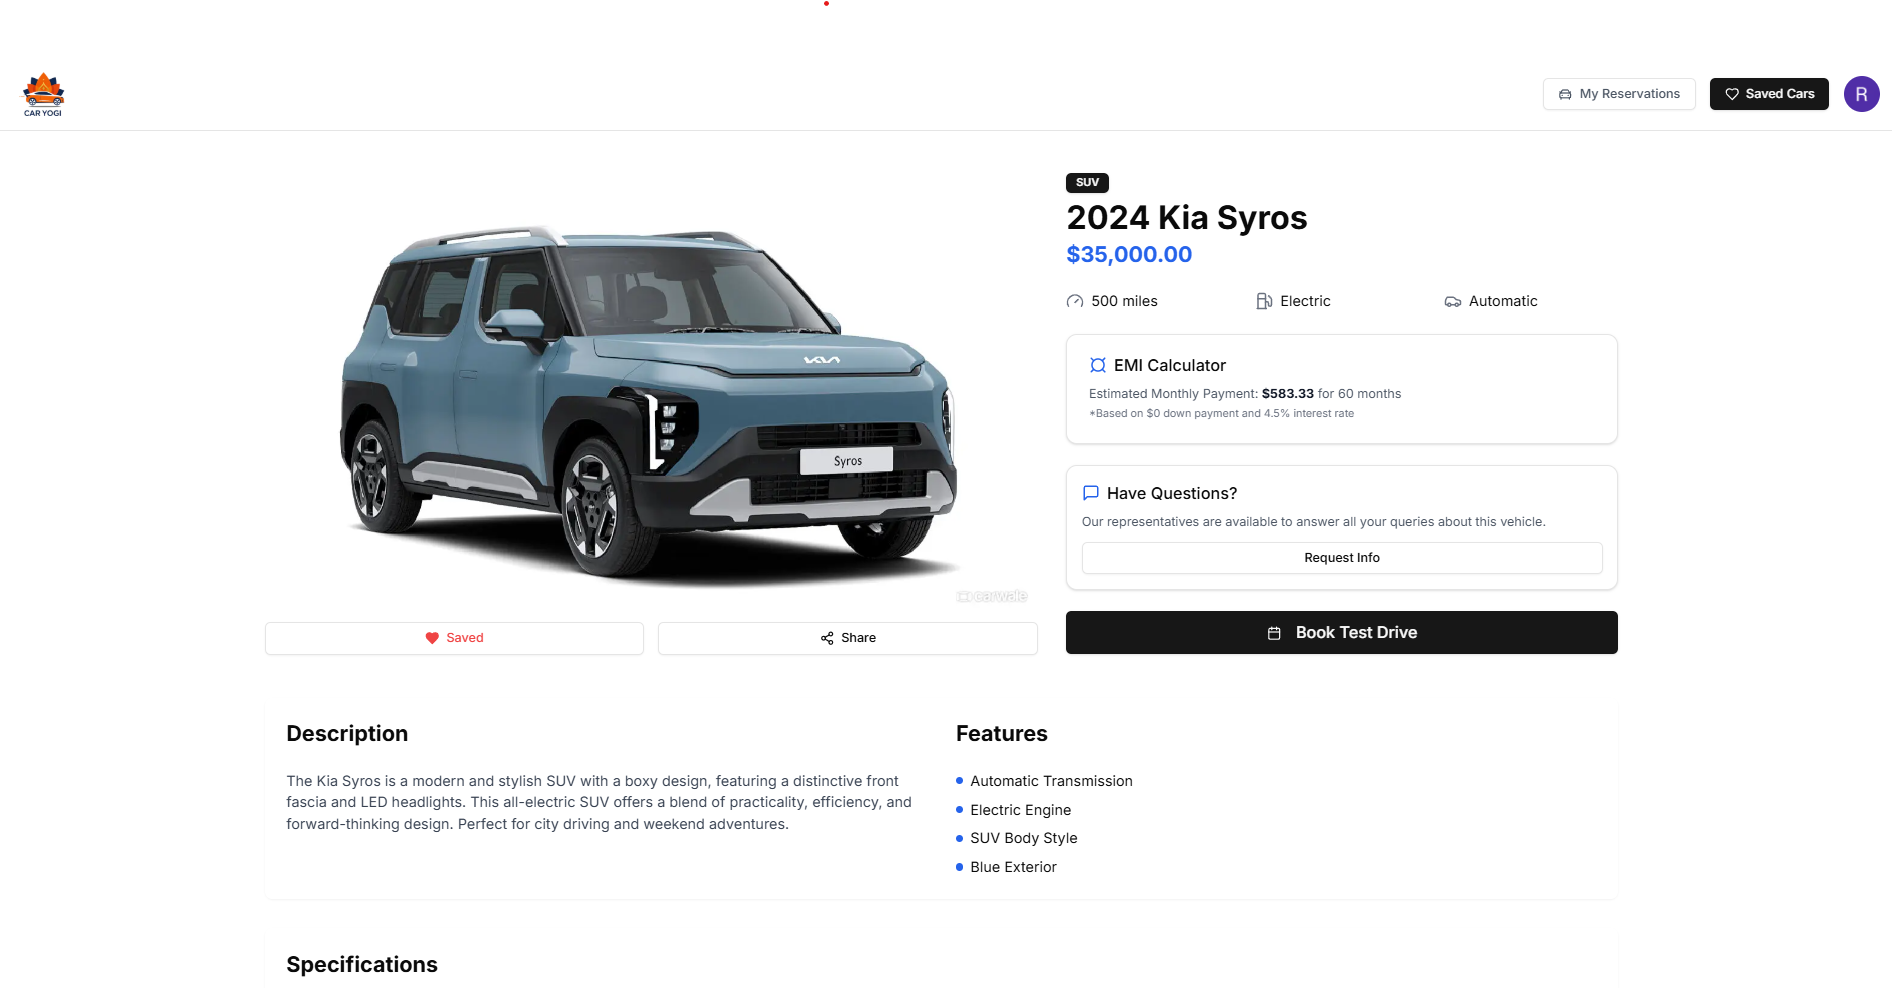 CAR YOGI
My Reservations
Saved Cars
R
SUV
2024 Kia Syros
$35,000.00
500 miles
Electric
Automatic
EMI Calculator
Estimated Monthly Payment: $583.33 for 60 months
*Based on $0 down payment and 4.5% interest rate
Have Questions?
Our representatives are available to answer all your queries about this vehicle.
Request Info
Book Test Drive
KIA
Syros
carwale
Saved
Share
Description
The Kia Syros is a modern and stylish SUV with a boxy design, featuring a distinctive front
fascia and LED headlights. This all-electric SUV offers a blend of practicality, efficiency, and
forward-thinking design. Perfect for city driving and weekend adventures.
Features
Automatic Transmission
Electric Engine
SUV Body Style
Blue Exterior
Specifications